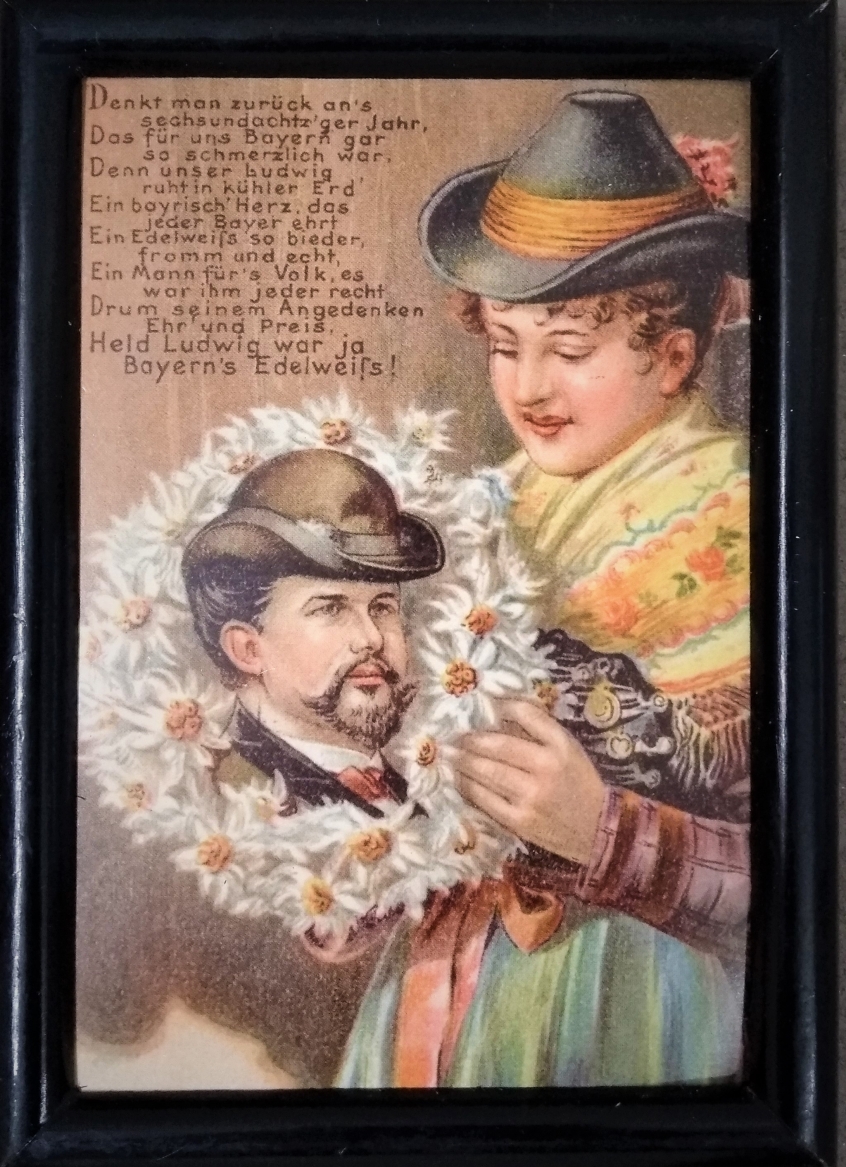 Denkt man zurück an's
sechsundachtz'ger Jahr,
Das für uns Bayern gar
so schmerzlich war,
Denn unser Ludwig
ruht in kühler Erd'
Ein bayrisch' Herz, das
jeder Bayer ehrt
Ein Edelweiſs so bieder,
fromm und echt,
Ein Mann für's Volk, es
war ihm jeder recht
Drum seinem Angedenken
Ehr' und Preis.
Held Ludwig war ja
Bayern's Edelweiſs!